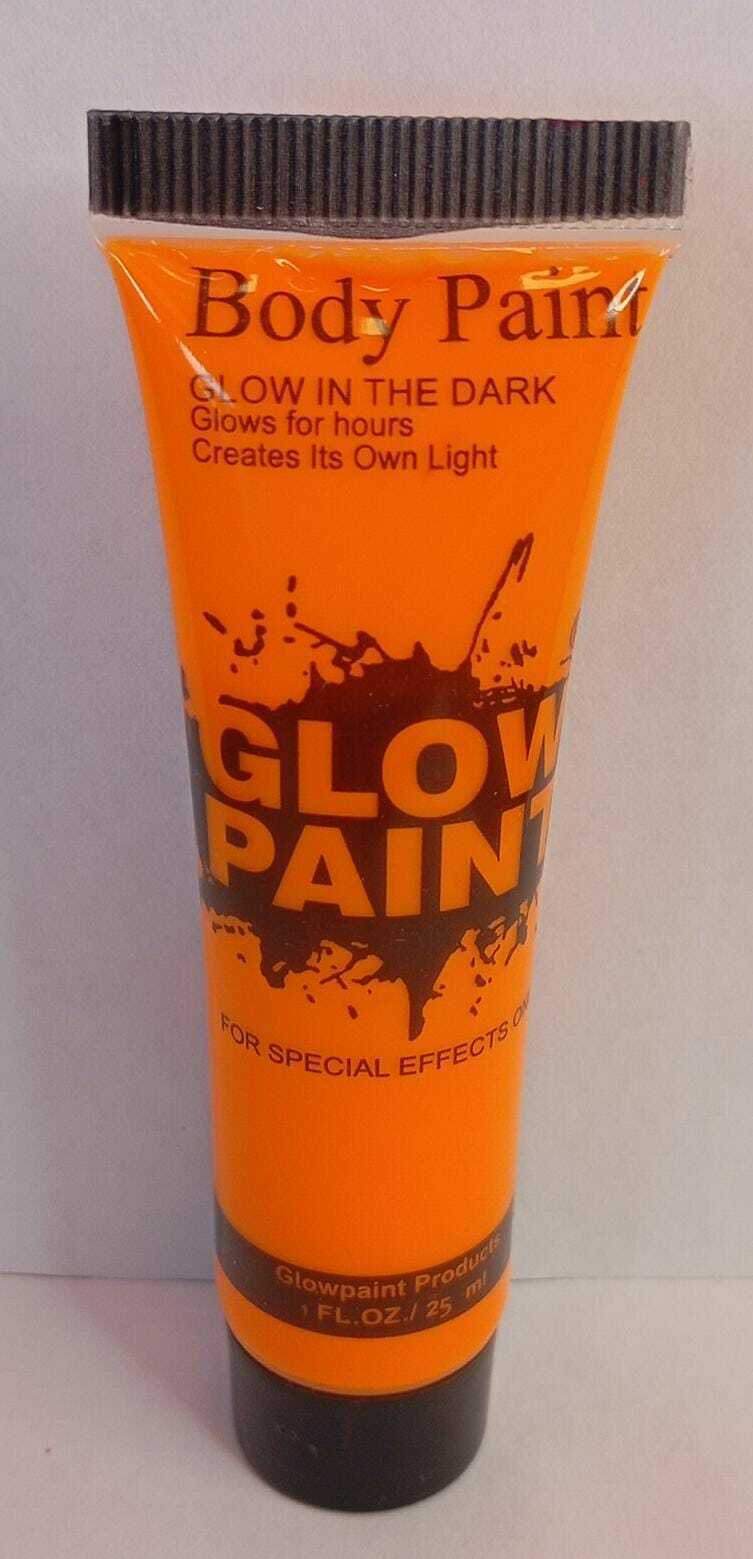 Body Paint
GLOW IN THE DARK
Glows for hours
Creates Its Own Light
GLOW
PAINT
FOR SPECIAL EFFECTS
Glowpaint Products
1 FL.OZ./ 25 ml